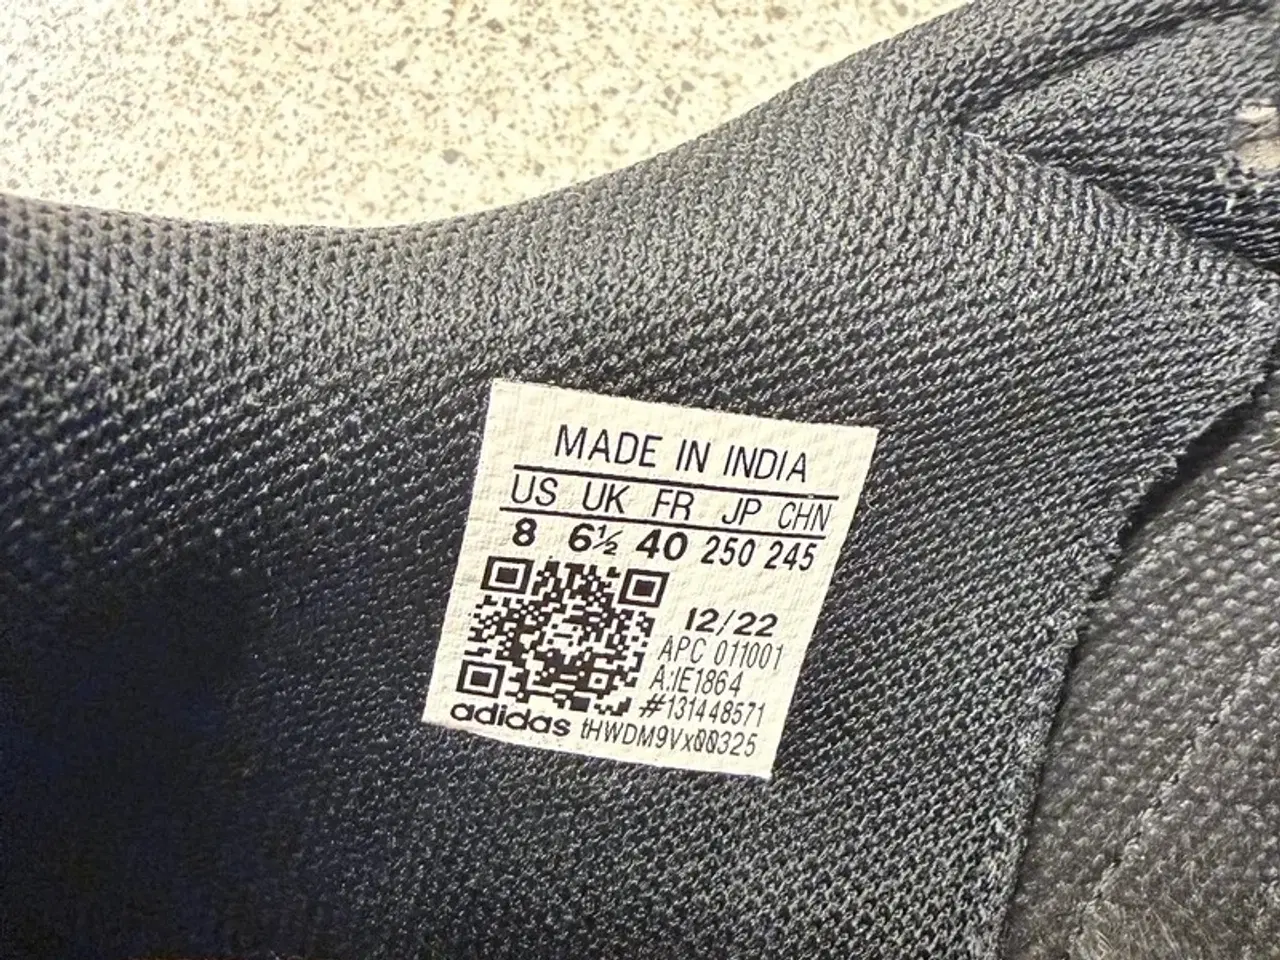 MADE IN INDIA
US UK FR JP CHN
8 6½ 40 250 245
12/22
APC 011001
A:IE1864
#131448571
adidas tHWDM9Vx00325